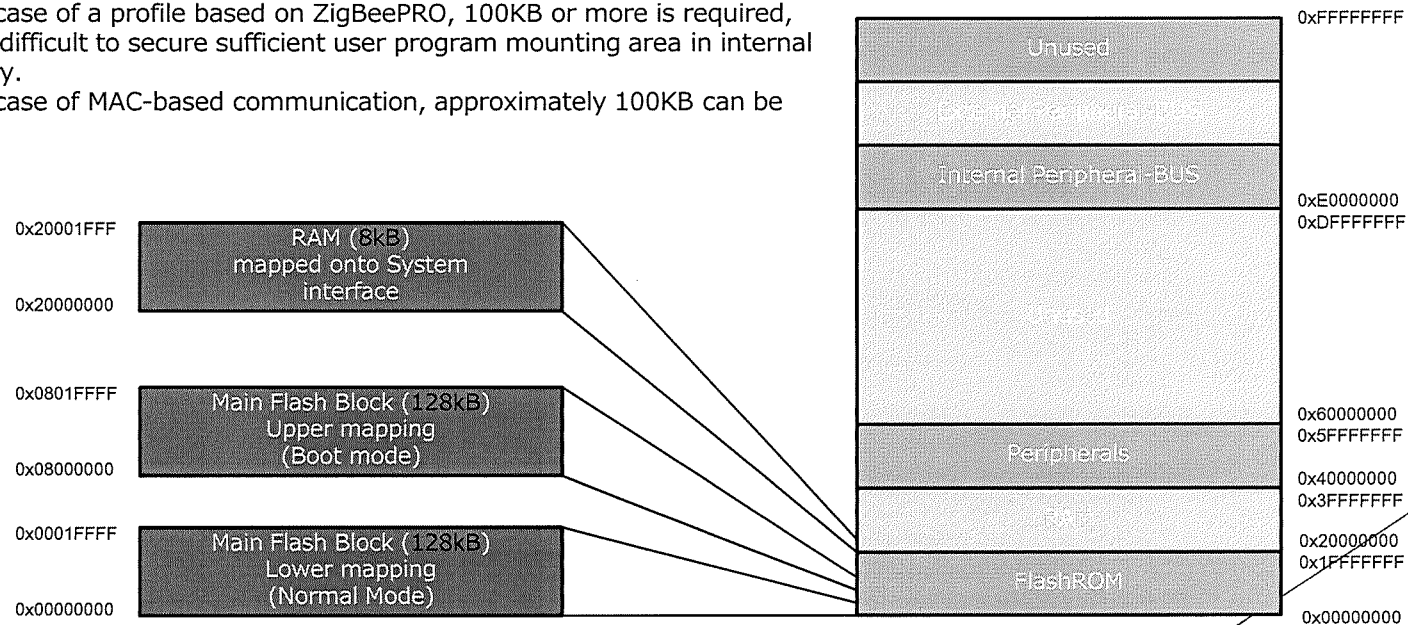 case of a profile based on ZigBeePRO, 100KB or more is required,
difficult to secure sufficient user program mounting area in internal
y.
case of MAC-based communication, approximately 100KB can be
0x20001FFF
RAM (8kB)
mapped onto System
interface
0x20000000
0x0801FFFF
Main Flash Block (128kB)
Upper mapping
(Boot mode)
0x08000000
0x0001FFFF
Main Flash Block (128kB)
Lower mapping
(Normal Mode)
0x00000000
0xFFFFFFFF
Unused
Internal Peripheral-BUS
0xE0000000
0xDFFFFFFF
0x60000000
0x5FFFFFFF
Peripherals
0x40000000
0x3FFFFFFF
RAM
0x20000000
0x1FFFFFFF
FlashROM
0x00000000